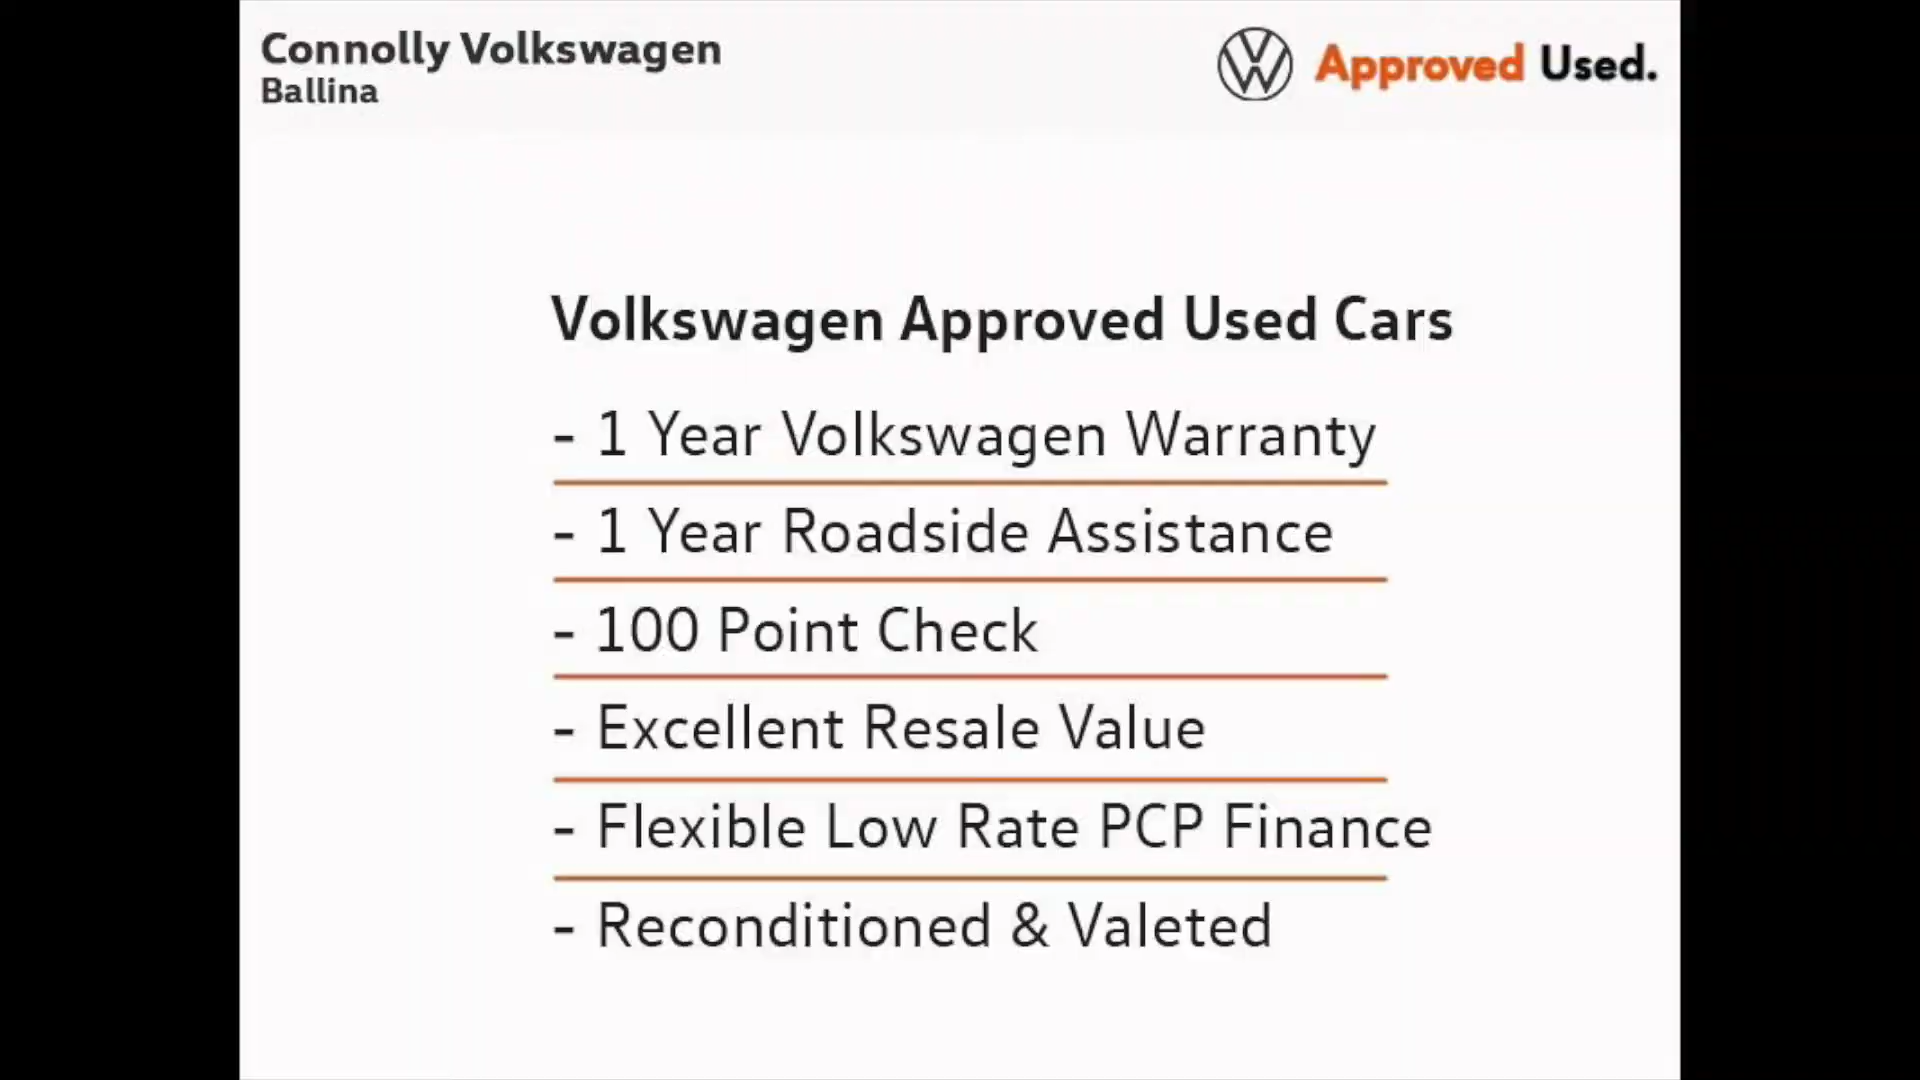 Connolly Volkswagen
Ballina
Approved Used.
Volkswagen Approved Used Cars
- 1 Year Volkswagen Warranty
- 1 Year Roadside Assistance
- 100 Point Check
- Excellent Resale Value
- Flexible Low Rate PCP Finance
- Reconditioned & Valeted